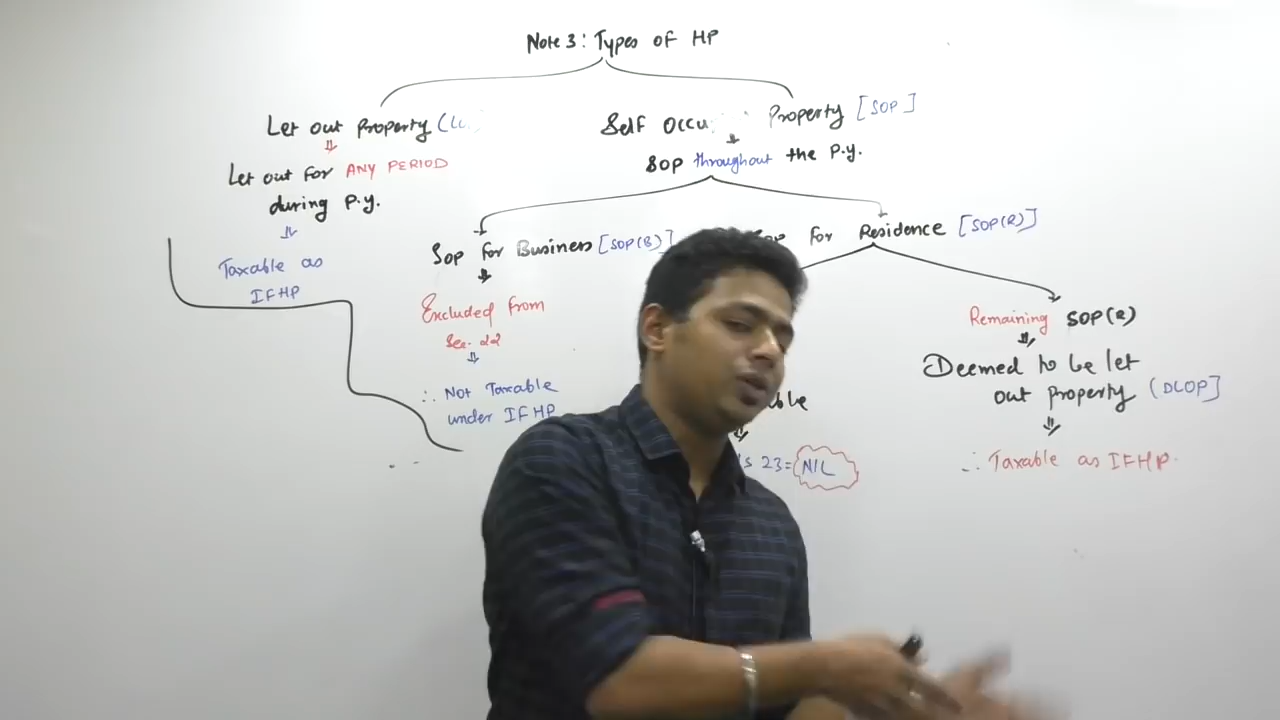 Note 3: Types of HP
Let out Property
Let out for ANY PERIOD
during P.y.
Taxable as
IFHP
Self Property [SOP]
SOP throughout the P.y.
Sop for Business [SOP(B)]
Excluded from
Sec. 22
∴ Not Taxable
under IFHP
for Residence [SOP(R)]
23 = NIL
Remaining SOP(R)
Deemed to be let
out property (DLOP]
∴ Taxable as IFHP.